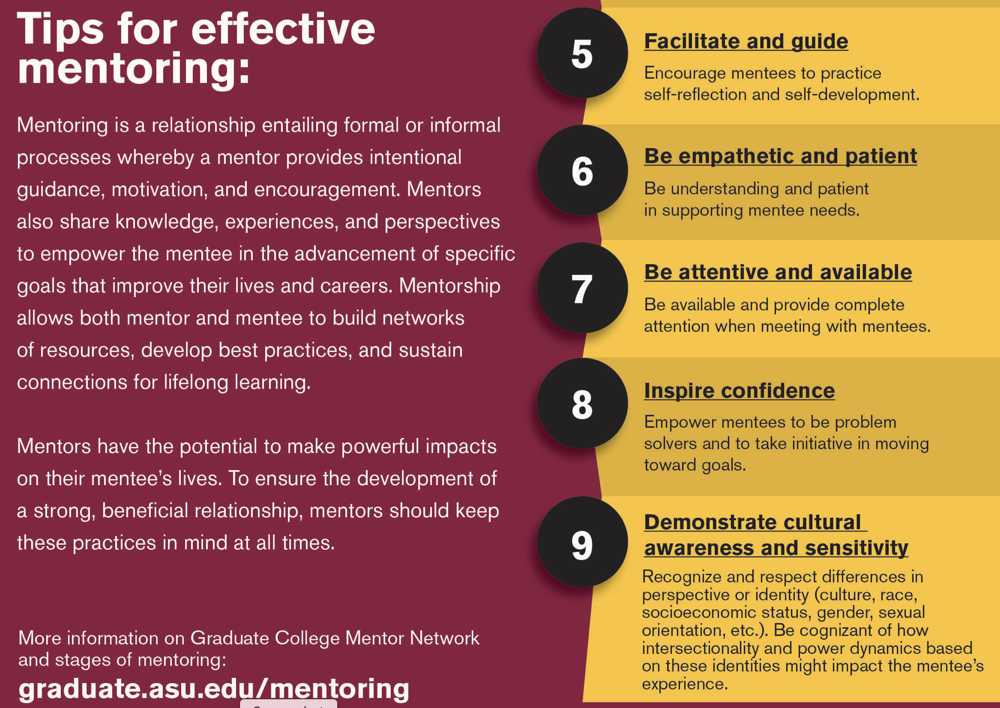 Tips for effective
mentoring:
Mentoring is a relationship entailing formal or informal
processes whereby a mentor provides intentional
guidance, motivation, and encouragement. Mentors
also share knowledge, experiences, and perspectives
to empower the mentee in the advancement of specific
goals that improve their lives and careers. Mentorship
allows both mentor and mentee to build networks
of resources, develop best practices, and sustain
connections for lifelong learning.
Mentors have the potential to make powerful impacts
on their mentee’s lives. To ensure the development of
a strong, beneficial relationship, mentors should keep
these practices in mind at all times.
More information on Graduate College Mentor Network
and stages of mentoring:
graduate.asu.edu/mentoring
5
Facilitate and guide
Encourage mentees to practice
self-reflection and self-development.
6
Be empathetic and patient
Be understanding and patient
in supporting mentee needs.
7
Be attentive and available
Be available and provide complete
attention when meeting with mentees.
8
Inspire confidence
Empower mentees to be problem
solvers and to take initiative in moving
toward goals.
9
Demonstrate cultural
awareness and sensitivity
Recognize and respect differences in
perspective or identity (culture, race,
socioeconomic status, gender, sexual
orientation, etc.). Be cognizant of how
intersectionality and power dynamics based
on these identities might impact the mentee’s
experience.